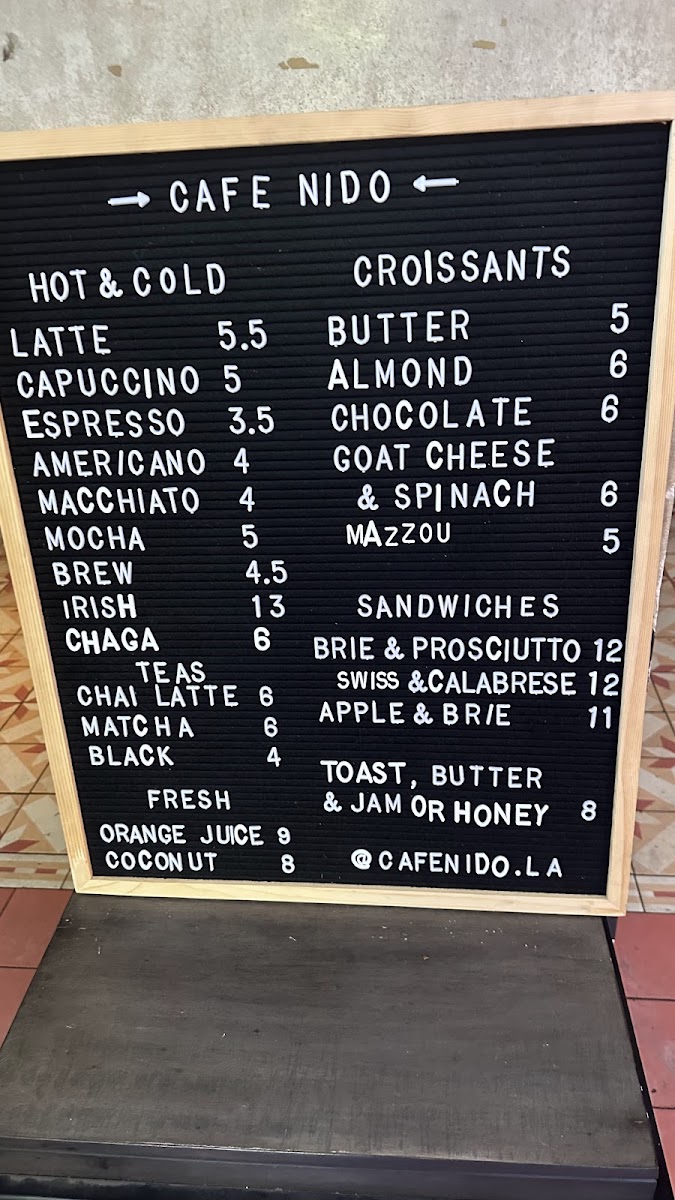 → CAFE NIDO ←
HOT & COLD
LATTE 5.5
CAPUCCINO 5
ESPRESSO 3.5
AMERICANO 4
MACCHIATO 4
MOCHA 5
BREW 4.5
IRISH 13
CHAGA 6
TEAS
CHAI LATTE 6
MATCHA 6
BLACK 4
FRESH
ORANGE JUICE 9
COCONUT 8
CROISSANTS
BUTTER 5
ALMOND 6
CHOCOLATE 6
GOAT CHEESE
& SPINACH 6
MAZZOU 5
SANDWICHES
BRIE & PROSCIUTTO 12
SWISS & CALABRESE 12
APPLE & BRIE 11
TOAST, BUTTER
& JAM OR HONEY 8
@CAFENIDO.LA